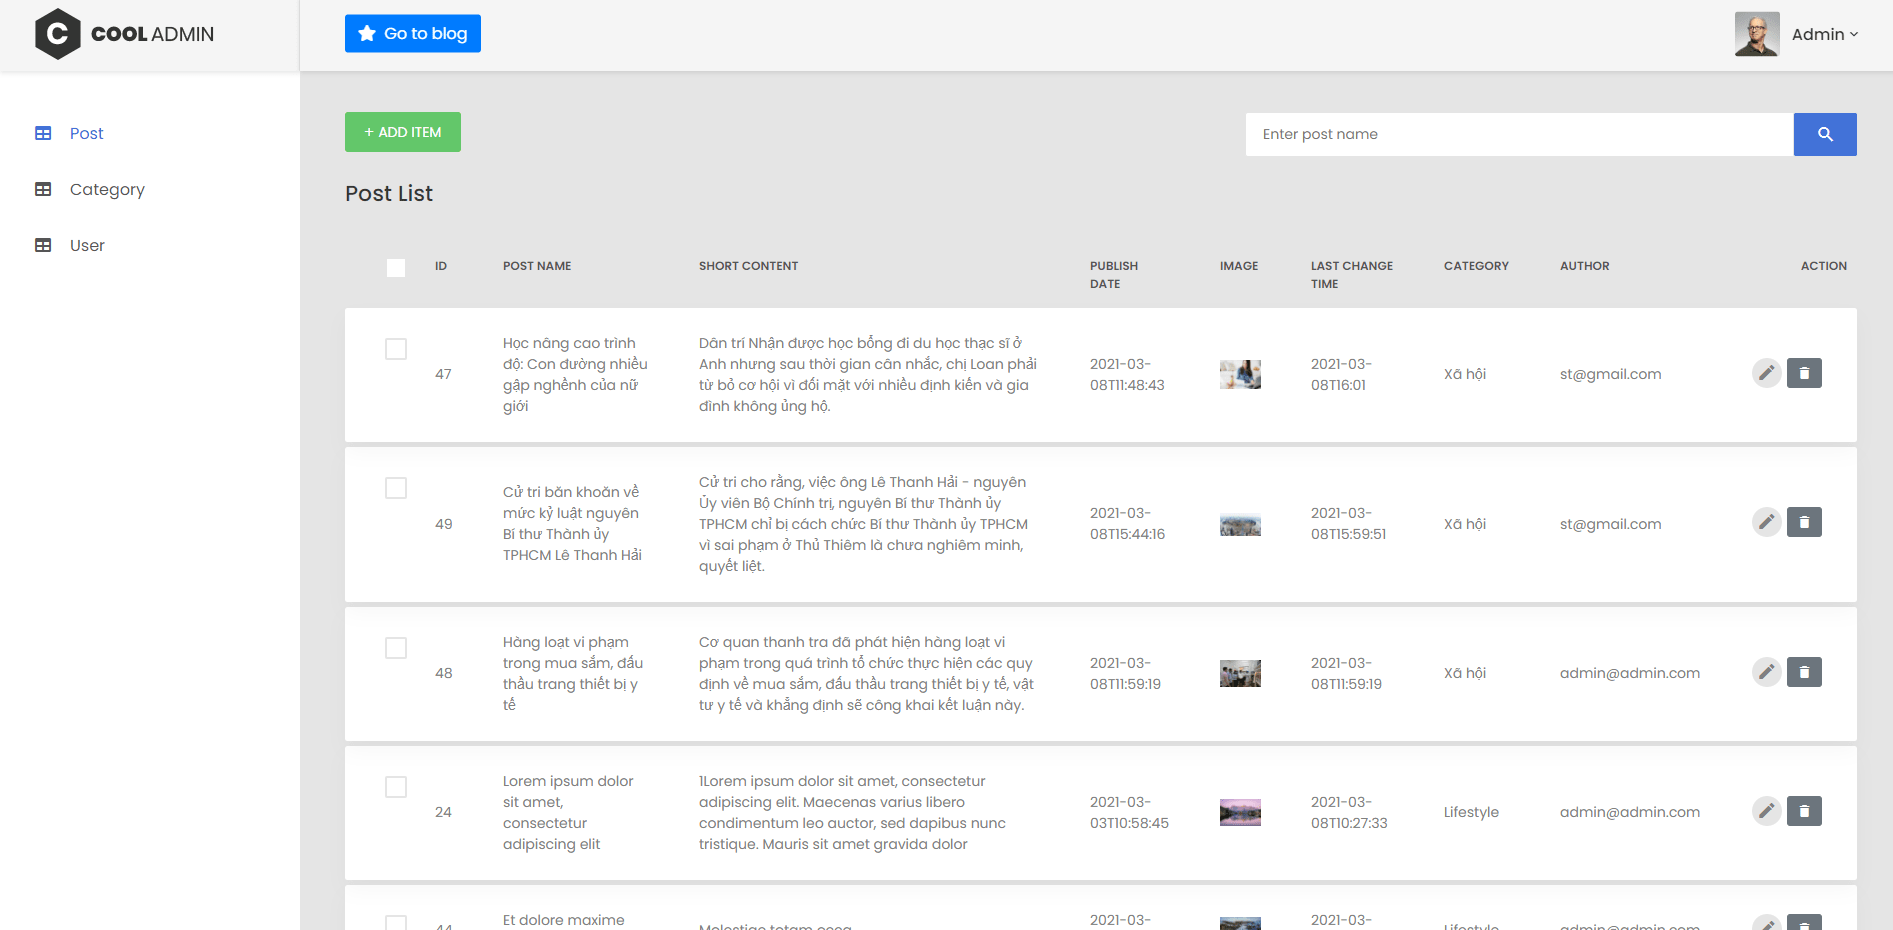 C COOL ADMIN
Go to blog
Admin
Post
Category
User
+ ADD ITEM
Enter post name
Post List
ID
POST NAME
SHORT CONTENT
PUBLISH
DATE
IMAGE
LAST CHANGE
TIME
CATEGORY
AUTHOR
ACTION
47
Học nâng cao trình
độ: Con đường nhiều
gập nghềnh của nữ
giới
Dân trí Nhận được học bổng đi du học thạc sĩ ở
Anh nhưng sau thời gian cân nhắc, chị Loan phải
từ bỏ cơ hội vì đối mặt với nhiều định kiến và gia
đình không ủng hộ.
2021-03-
08T11:48:43
2021-03-
08T16:01
Xã hội
st@gmail.com
49
Cử tri băn khoăn về
mức kỷ luật nguyên
Bí thư Thành ủy
TPHCM Lê Thanh Hải
Cử tri cho rằng, việc ông Lê Thanh Hải - nguyên
Ủy viên Bộ Chính trị, nguyên Bí thư Thành ủy
TPHCM chỉ bị cách chức Bí thư Thành ủy TPHCM
vì sai phạm ở Thủ Thiêm là chưa nghiêm minh,
quyết liệt.
2021-03-
08T15:44:16
2021-03-
08T15:59:51
Xã hội
st@gmail.com
48
Hàng loạt vi phạm
trong mua sắm, đấu
thầu trang thiết bị y
tế
Cơ quan thanh tra đã phát hiện hàng loạt vi
phạm trong quá trình tổ chức thực hiện các quy
định về mua sắm, đấu thầu trang thiết bị y tế, vật
tư y tế và khẳng định sẽ công khai kết luận này.
2021-03-
08T11:59:19
2021-03-
08T11:59:19
Xã hội
admin@admin.com
24
Lorem ipsum dolor
sit amet,
consectetur
adipiscing elit
1Lorem ipsum dolor sit amet, consectetur
adipiscing elit. Maecenas varius libero
condimentum leo auctor, sed dapibus nunc
tristique. Mauris sit amet gravida dolor
2021-03-
03T10:58:45
2021-03-
08T10:27:33
Lifestyle
admin@admin.com
44
Et dolore maxime
2021-03-
2021-03-
Lifestyle
admin@admin.com